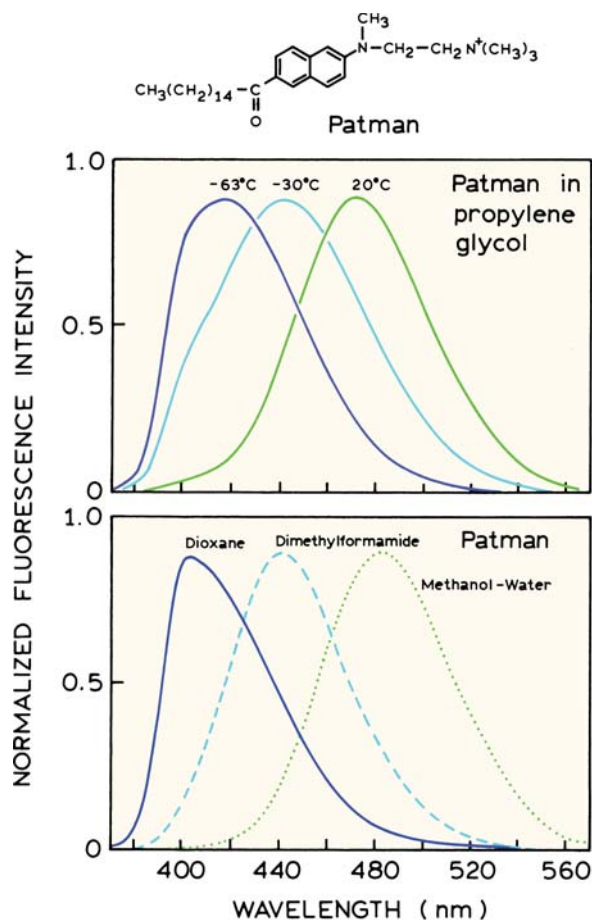 CH₃
N-CH₂-CH₂-N⁺(CH₃)₃
CH₃(CH₂)₁₄-C
O
Patman
1.0
-63°C -30°C 20°C
Patman in
propylene
glycol
0.5
0
1.0
Dioxane Dimethylformamide Patman
Methanol-Water
0.5
0
400 440 480 520 560
WAVELENGTH (nm)
NORMALIZED FLUORESCENCE INTENSITY